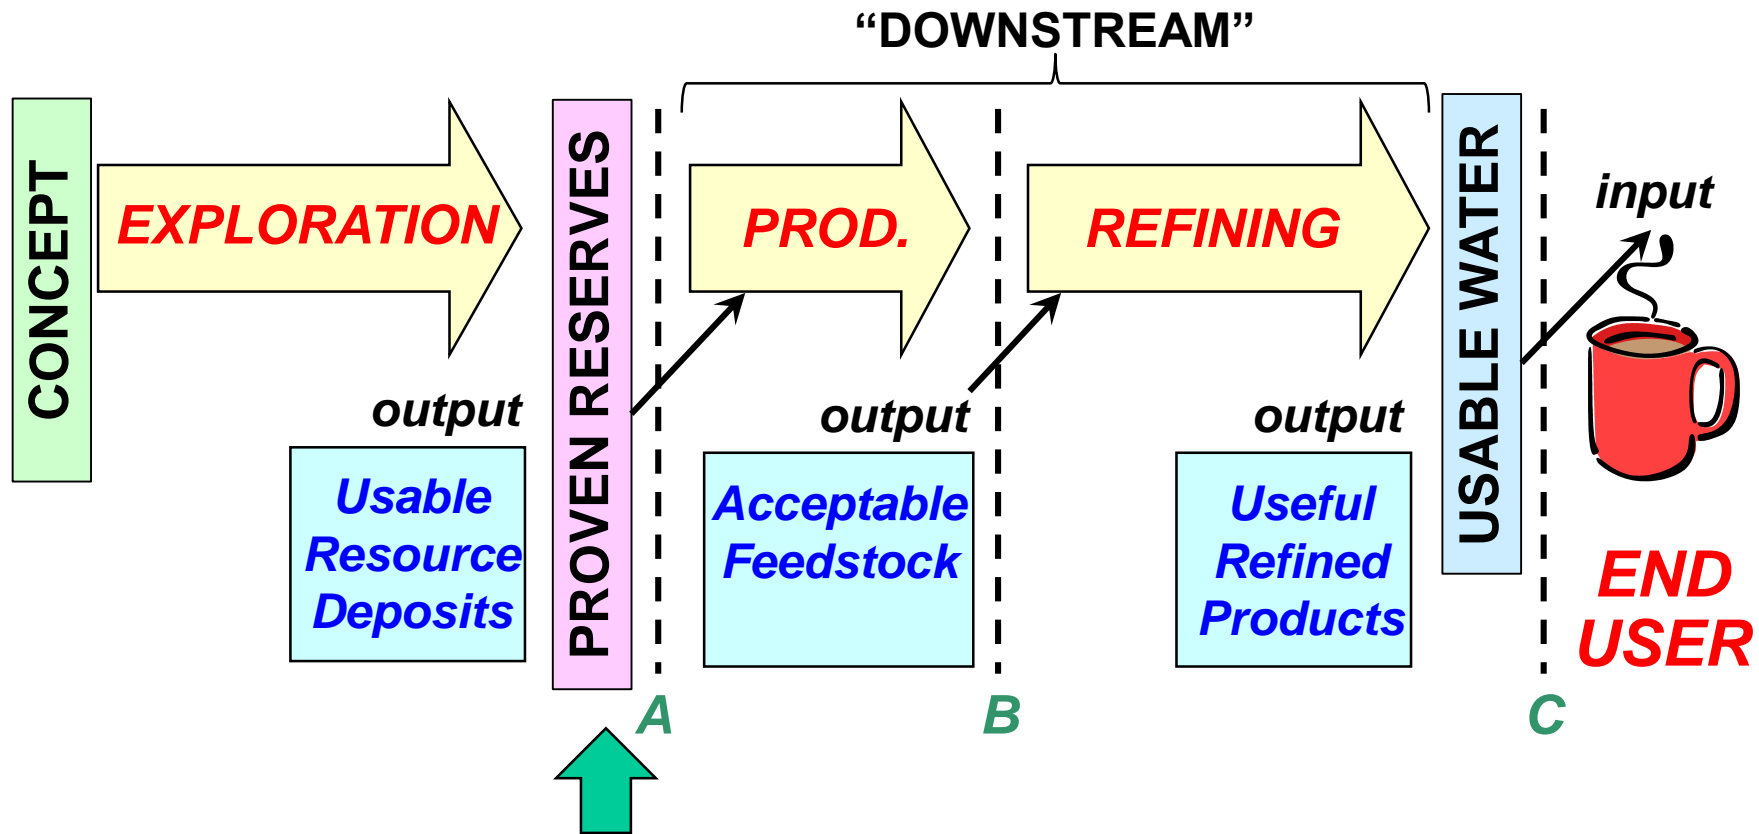 “DOWNSTREAM”
CONCEPT
EXPLORATION
PROVEN RESERVES
PROD.
REFINING
USABLE WATER
input
output
output
output
Usable
Resource
Deposits
Acceptable
Feedstock
Useful
Refined
Products
END
USER
A
B
C